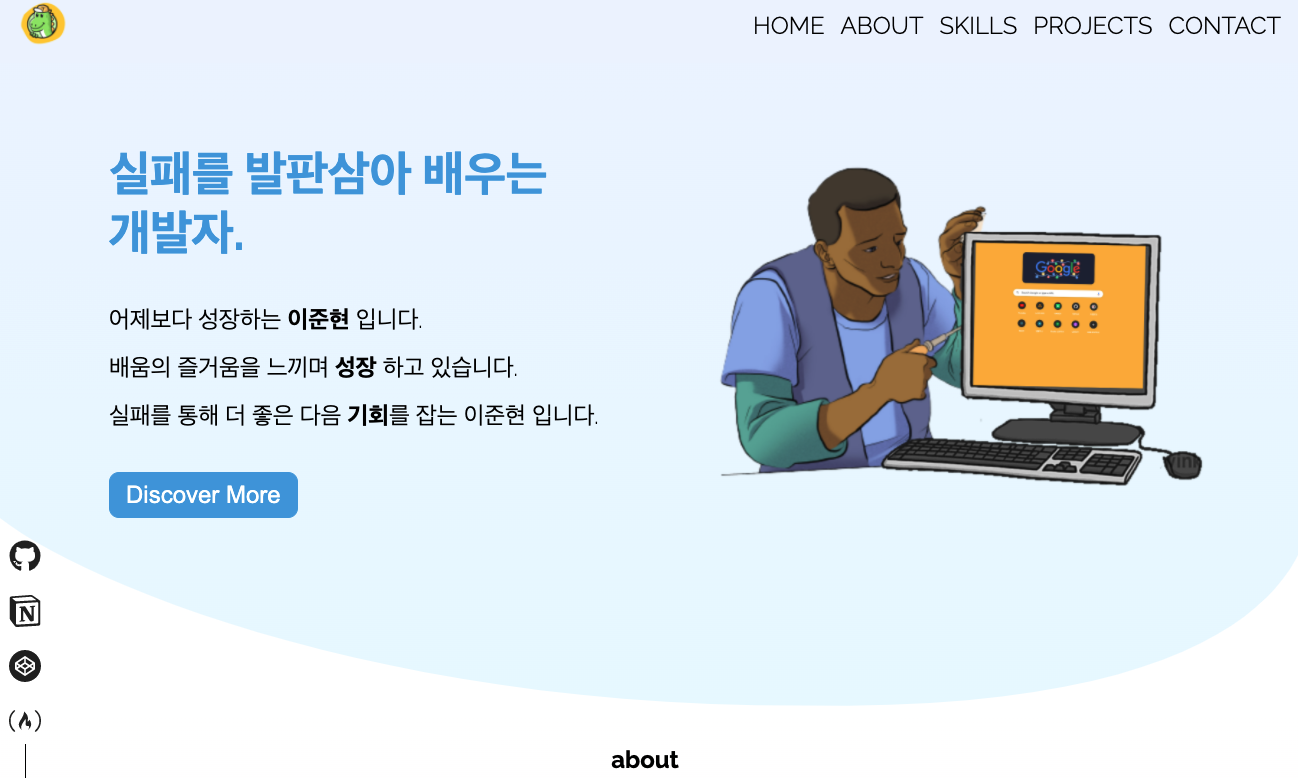 HOME ABOUT SKILLS PROJECTS CONTACT
실패를 발판삼아 배우는
개발자.
어제보다 성장하는 이준현 입니다.
배움의 즐거움을 느끼며 성장 하고 있습니다.
실패를 통해 더 좋은 다음 기회를 잡는 이준현 입니다.
Discover More
Google
N
about